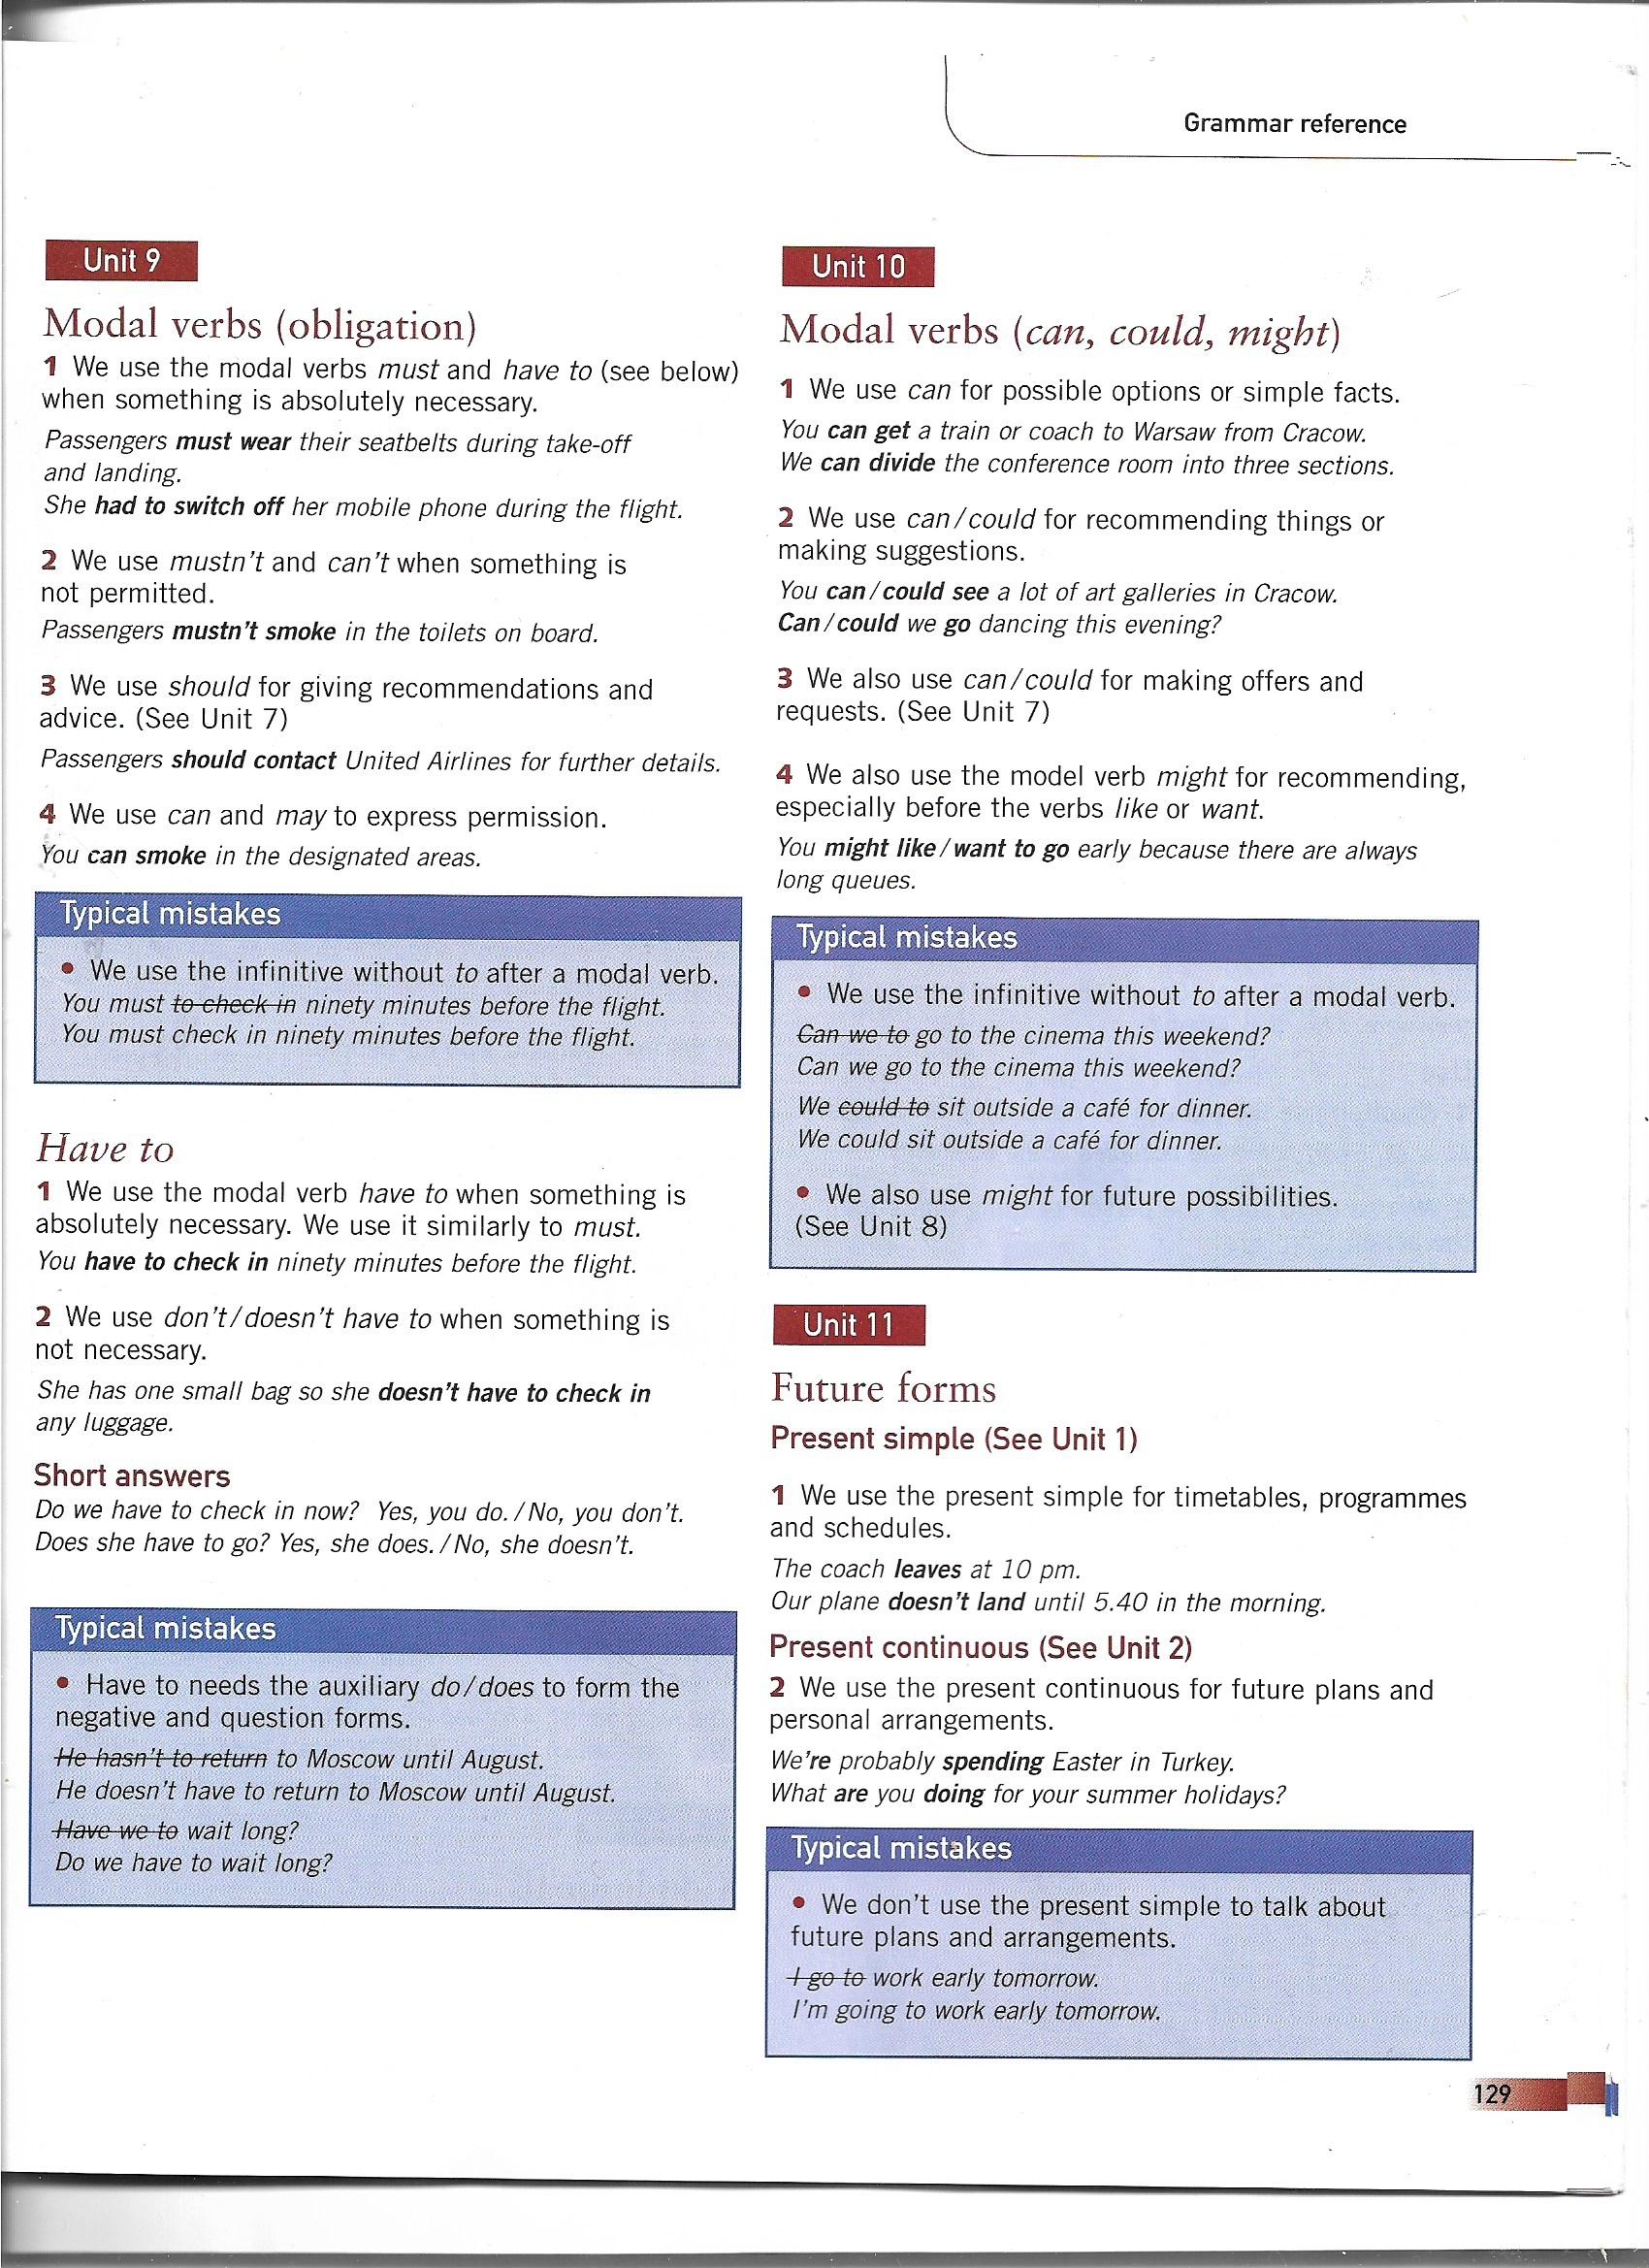 Grammar reference
Unit 9
Modal verbs (obligation)
1 We use the modal verbs must and have to (see below)
when something is absolutely necessary.
Passengers must wear their seatbelts during take-off
and landing.
She had to switch off her mobile phone during the flight.
2 We use mustn't and can't when something is
not permitted.
Passengers mustn't smoke in the toilets on board.
3 We use should for giving recommendations and
advice. (See Unit 7)
Passengers should contact United Airlines for further details.
4 We use can and may to express permission.
You can smoke in the designated areas.
Typical mistakes
• We use the infinitive without to after a modal verb.
You must to check in ninety minutes before the flight.
You must check in ninety minutes before the flight.
Have to
1 We use the modal verb have to when something is
absolutely necessary. We use it similarly to must.
You have to check in ninety minutes before the flight.
2 We use don't/doesn't have to when something is
not necessary.
She has one small bag so she doesn't have to check in
any luggage.
Short answers
Do we have to check in now? Yes, you do./No, you don't.
Does she have to go? Yes, she does./No, she doesn't.
Typical mistakes
• Have to needs the auxiliary do/does to form the
negative and question forms.
He hasn't to return to Moscow until August.
He doesn't have to return to Moscow until August.
Have we to wait long?
Do we have to wait long?
Unit 10
Modal verbs (can, could, might)
1 We use can for possible options or simple facts.
You can get a train or coach to Warsaw from Cracow.
We can divide the conference room into three sections.
2 We use can/could for recommending things or
making suggestions.
You can/could see a lot of art galleries in Cracow.
Can/could we go dancing this evening?
3 We also use can/could for making offers and
requests. (See Unit 7)
4 We also use the model verb might for recommending,
especially before the verbs like or want.
You might like/want to go early because there are always
long queues.
Typical mistakes
• We use the infinitive without to after a modal verb.
Can we to go to the cinema this weekend?
Can we go to the cinema this weekend?
We could to sit outside a café for dinner.
We could sit outside a café for dinner.
• We also use might for future possibilities.
(See Unit 8)
Unit 11
Future forms
Present simple (See Unit 1)
1 We use the present simple for timetables, programmes
and schedules.
The coach leaves at 10 pm.
Our plane doesn't land until 5.40 in the morning.
Present continuous (See Unit 2)
2 We use the present continuous for future plans and
personal arrangements.
We're probably spending Easter in Turkey.
What are you doing for your summer holidays?
Typical mistakes
• We don't use the present simple to talk about
future plans and arrangements.
I go to work early tomorrow.
I'm going to work early tomorrow.
129